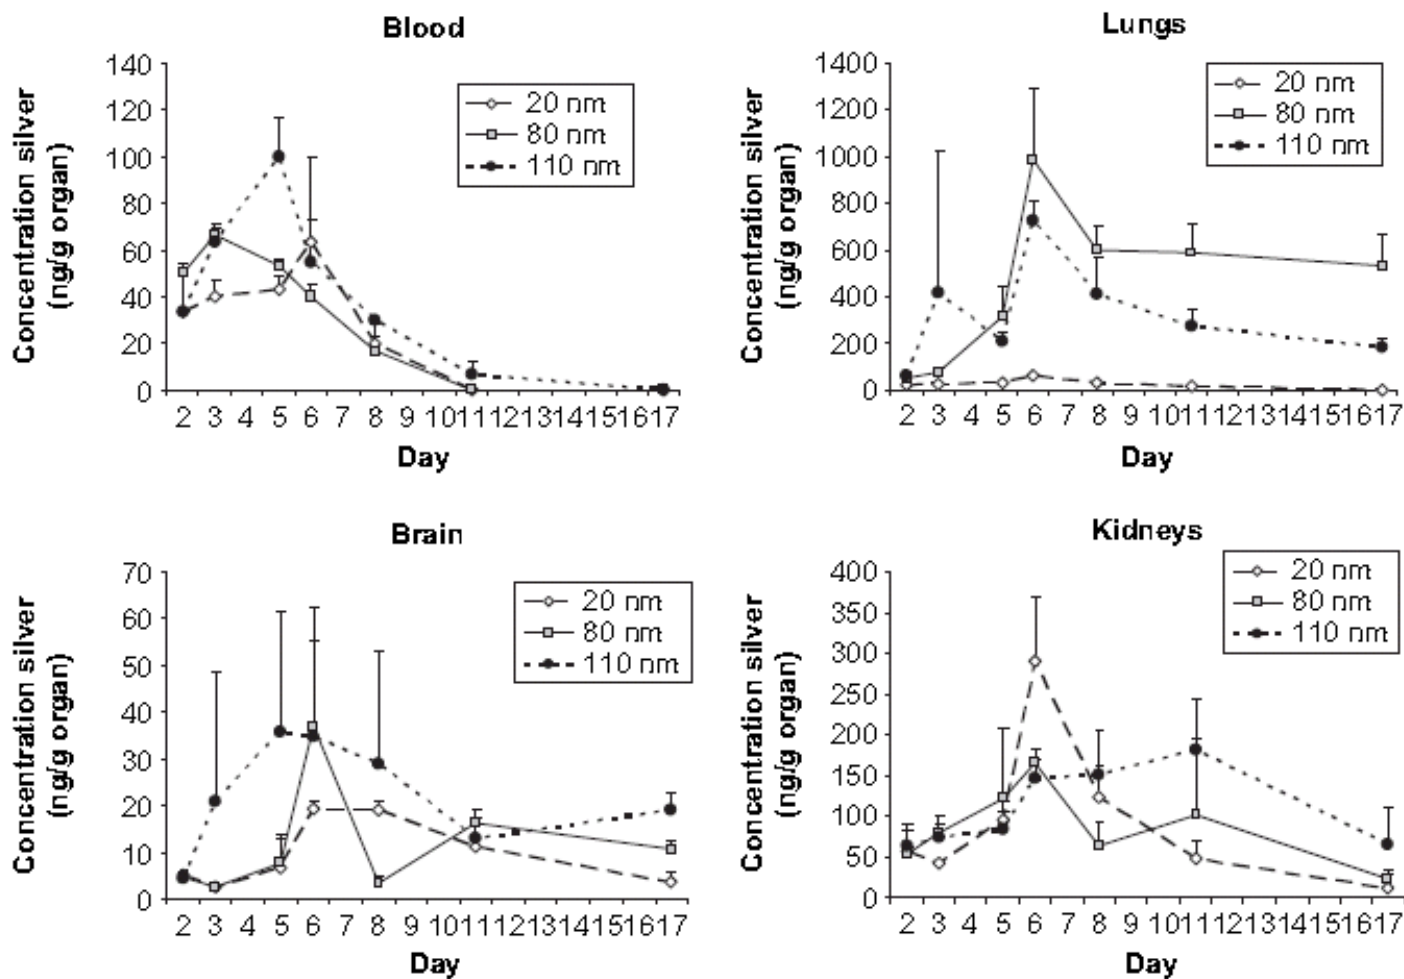 Blood
Concentration silver
(ng/g organ)
140
120
100
80
60
40
20
0
20 nm
80 nm
110 nm
2 3 4 5 6 7 8 9 10 11 12 13 14 15 16 17
Day
Lungs
Concentration silver
(ng/g organ)
1400
1200
1000
800
600
400
200
0
20 nm
80 nm
110 nm
2 3 4 5 6 7 8 9 10 11 12 13 14 15 16 17
Day
Brain
Concentration silver
(ng/g organ)
70
60
50
40
30
20
10
0
20 nm
80 nm
110 nm
2 3 4 5 6 7 8 9 10 11 12 13 14 15 16 17
Day
Kidneys
Concentration silver
(ng/g organ)
400
350
300
250
200
150
100
50
0
20 nm
80 nm
110 nm
2 3 4 5 6 7 8 9 10 11 12 13 14 15 16 17
Day